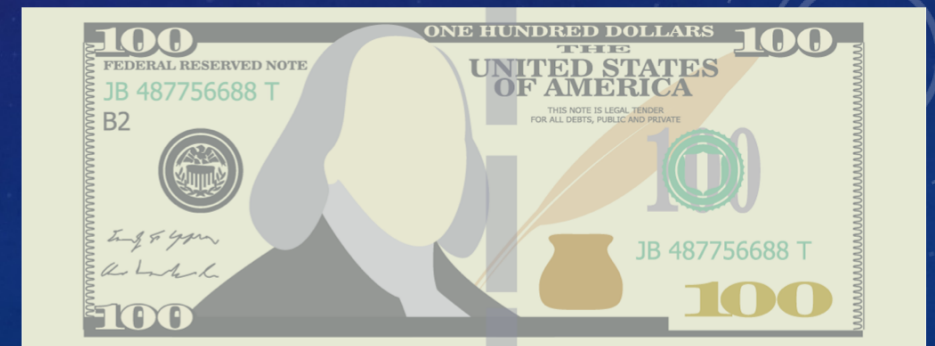 100
ONE HUNDRED DOLLARS
100
FEDERAL RESERVED NOTE
THE
UNITED STATES
OF AMERICA
JB 487756688 T
THIS NOTE IS LEGAL TENDER
FOR ALL DEBTS, PUBLIC AND PRIVATE
B2
100
JB 487756688 T
100
100